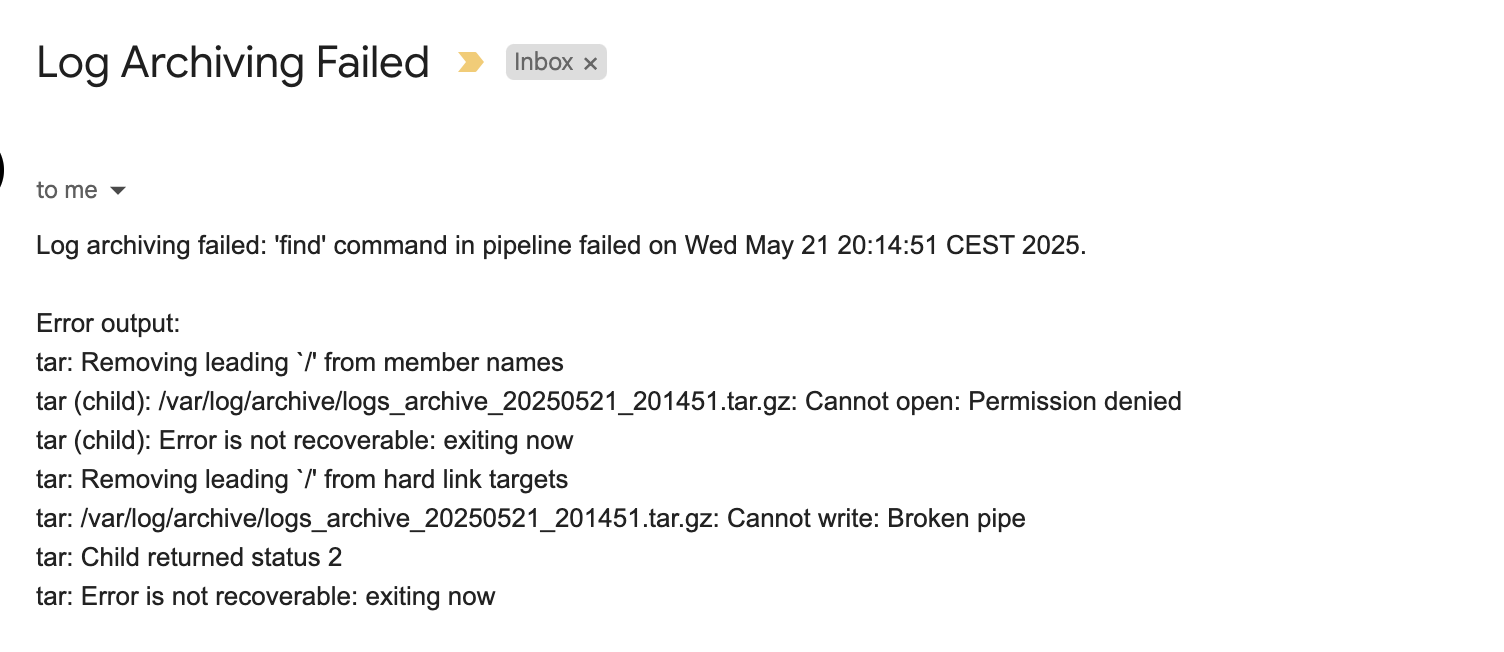 Log Archiving Failed
Inbox ×
to me
Log archiving failed: 'find' command in pipeline failed on Wed May 21 20:14:51 CEST 2025.
Error output:
tar: Removing leading `/' from member names
tar (child): /var/log/archive/logs_archive_20250521_201451.tar.gz: Cannot open: Permission denied
tar (child): Error is not recoverable: exiting now
tar: Removing leading `/' from hard link targets
tar: /var/log/archive/logs_archive_20250521_201451.tar.gz: Cannot write: Broken pipe
tar: Child returned status 2
tar: Error is not recoverable: exiting now